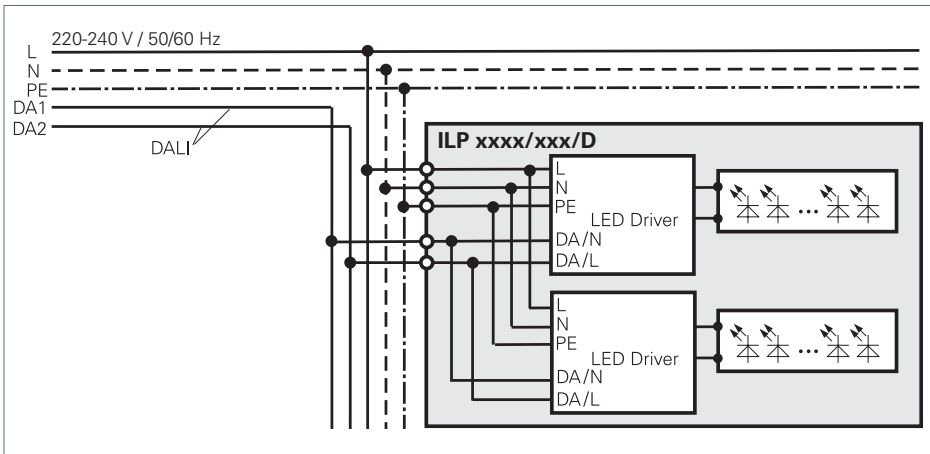 220-240 V / 50/60 Hz
L
N
PE
DA1
DA2
DALI
ILP xxxx/xxx/D
L
N
PE
LED Driver
DA/N
DA/L
...
L
N
PE
LED Driver
DA/N
DA/L
...